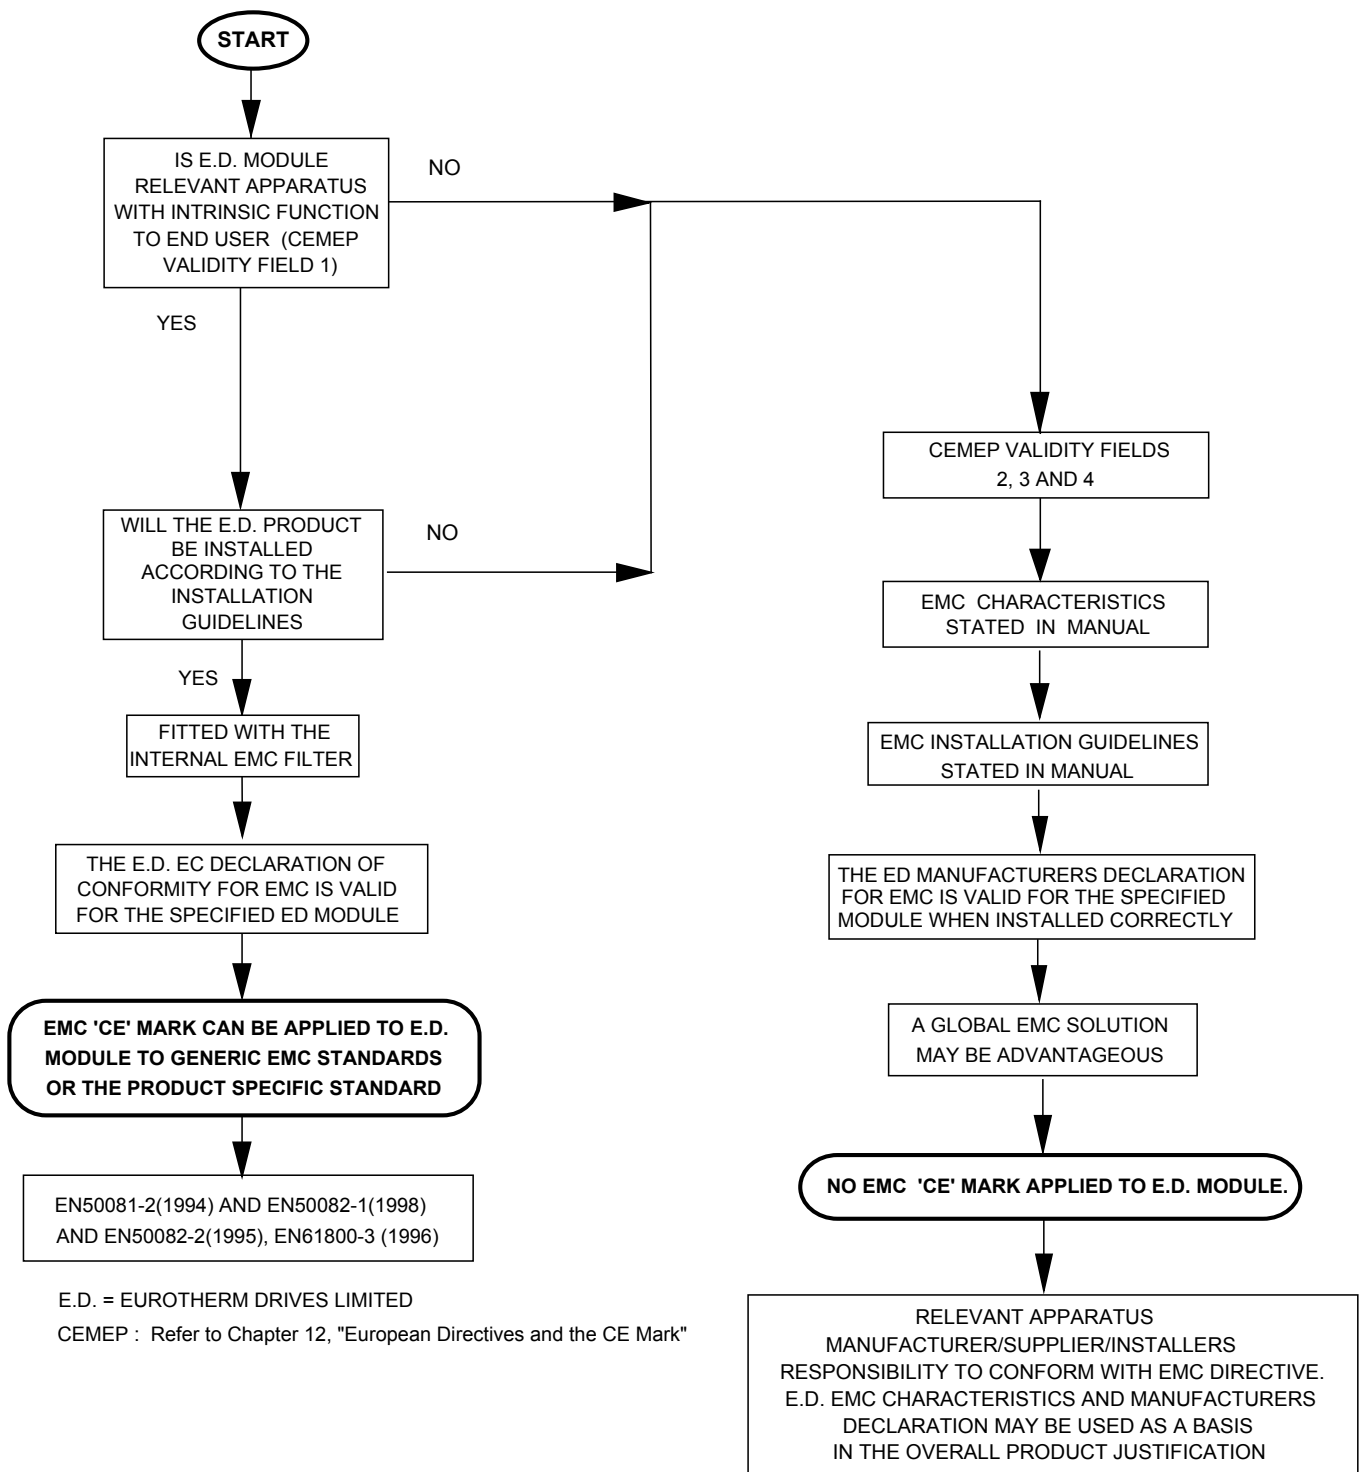 START
IS E.D. MODULE
RELEVANT APPARATUS
WITH INTRINSIC FUNCTION
TO END USER (CEMEP
VALIDITY FIELD 1)
NO
YES
WILL THE E.D. PRODUCT
BE INSTALLED
ACCORDING TO THE
INSTALLATION
GUIDELINES
NO
YES
FITTED WITH THE
INTERNAL EMC FILTER
THE E.D. EC DECLARATION OF
CONFORMITY FOR EMC IS VALID
FOR THE SPECIFIED ED MODULE
EMC 'CE' MARK CAN BE APPLIED TO E.D.
MODULE TO GENERIC EMC STANDARDS
OR THE PRODUCT SPECIFIC STANDARD
EN50081-2(1994) AND EN50082-1(1998)
AND EN50082-2(1995), EN61800-3 (1996)
E.D. = EUROTHERM DRIVES LIMITED
CEMEP : Refer to Chapter 12, "European Directives and the CE Mark"
CEMEP VALIDITY FIELDS
2, 3 AND 4
EMC CHARACTERISTICS
STATED IN MANUAL
EMC INSTALLATION GUIDELINES
STATED IN MANUAL
THE ED MANUFACTURERS DECLARATION
FOR EMC IS VALID FOR THE SPECIFIED
MODULE WHEN INSTALLED CORRECTLY
A GLOBAL EMC SOLUTION
MAY BE ADVANTAGEOUS
NO EMC 'CE' MARK APPLIED TO E.D. MODULE.
RELEVANT APPARATUS
MANUFACTURER/SUPPLIER/INSTALLERS
RESPONSIBILITY TO CONFORM WITH EMC DIRECTIVE.
E.D. EMC CHARACTERISTICS AND MANUFACTURERS
DECLARATION MAY BE USED AS A BASIS
IN THE OVERALL PRODUCT JUSTIFICATION